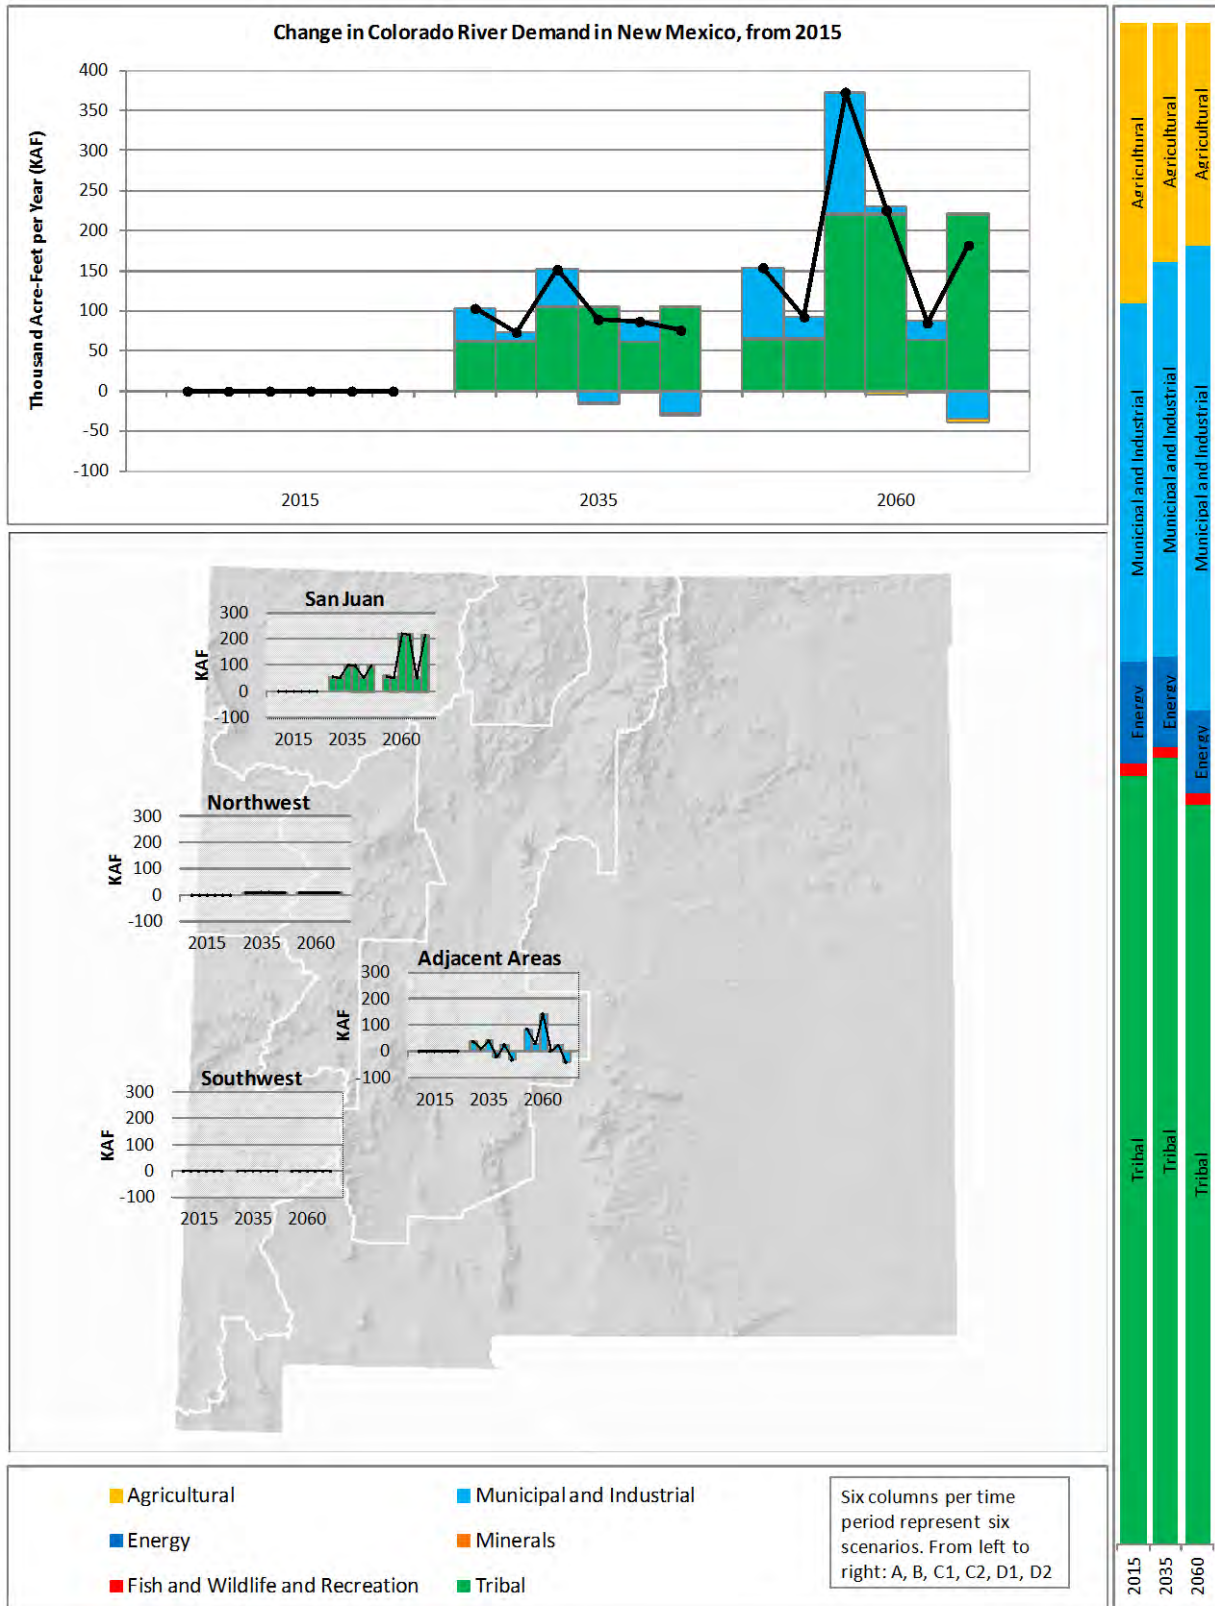 Change in Colorado River Demand in New Mexico, from 2015
Thousand Acre-Feet per Year (KAF)
400
350
300
250
200
150
100
50
0
-50
-100
2015 2035 2060
San Juan
KAF
300
200
100
0
-100
2015 2035 2060
Northwest
KAF
300
200
100
0
-100
2015 2035 2060
Adjacent Areas
KAF
300
200
100
0
-100
2015 2035 2060
Southwest
KAF
300
200
100
0
-100
2015 2035 2060
Agricultural
Municipal and Industrial
Energy
Minerals
Fish and Wildlife and Recreation
Tribal
Six columns per time
period represent six
scenarios. From left to
right: A, B, C1, C2, D1, D2
Agricultural
Municipal and Industrial
Energy
Tribal
2015
Agricultural
Municipal and Industrial
Energy
Tribal
2035
Agricultural
Municipal and Industrial
Energy
Tribal
2060